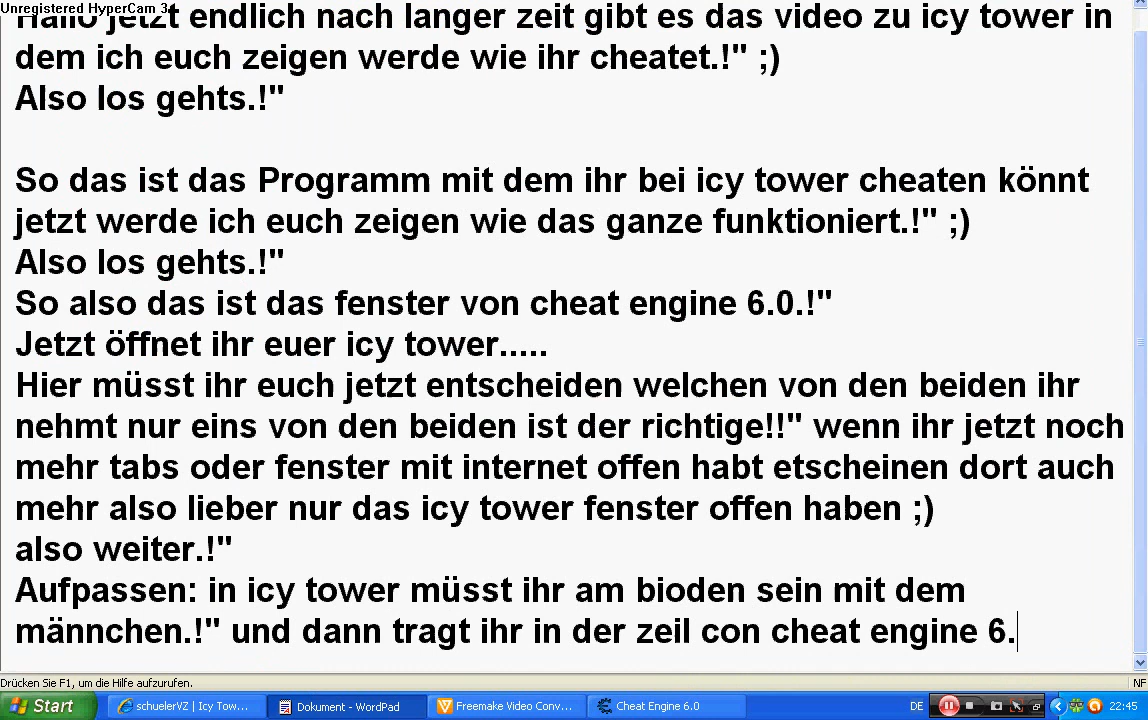 Unregistered HyperCam 3
Hallo jetzt endlich nach langer zeit gibt es das video zu icy tower in
dem ich euch zeigen werde wie ihr cheatet.!" ;)
Also los gehts.!"
So das ist das Programm mit dem ihr bei icy tower cheaten könnt
jetzt werde ich euch zeigen wie das ganze funktioniert.!" ;)
Also los gehts.!"
So also das ist das fenster von cheat engine 6.0.!"
Jetzt öffnet ihr euer icy tower.....
Hier müsst ihr euch jetzt entscheiden welchen von den beiden ihr
nehmt nur eins von den beiden ist der richtige!!" wenn ihr jetzt noch
mehr tabs oder fenster mit internet offen habt etscheinen dort auch
mehr also lieber nur das icy tower fenster offen haben ;)
also weiter.!"
Aufpassen: in icy tower müsst ihr am bioden sein mit dem
männchen.!" und dann tragt ihr in der zeil con cheat engine 6.
Drücken Sie F1, um die Hilfe aufzurufen. NF
Start schuelerVZ | Icy Tow... Dokument - WordPad Freemake Video Conv... Cheat Engine 6.0 DE 22:45